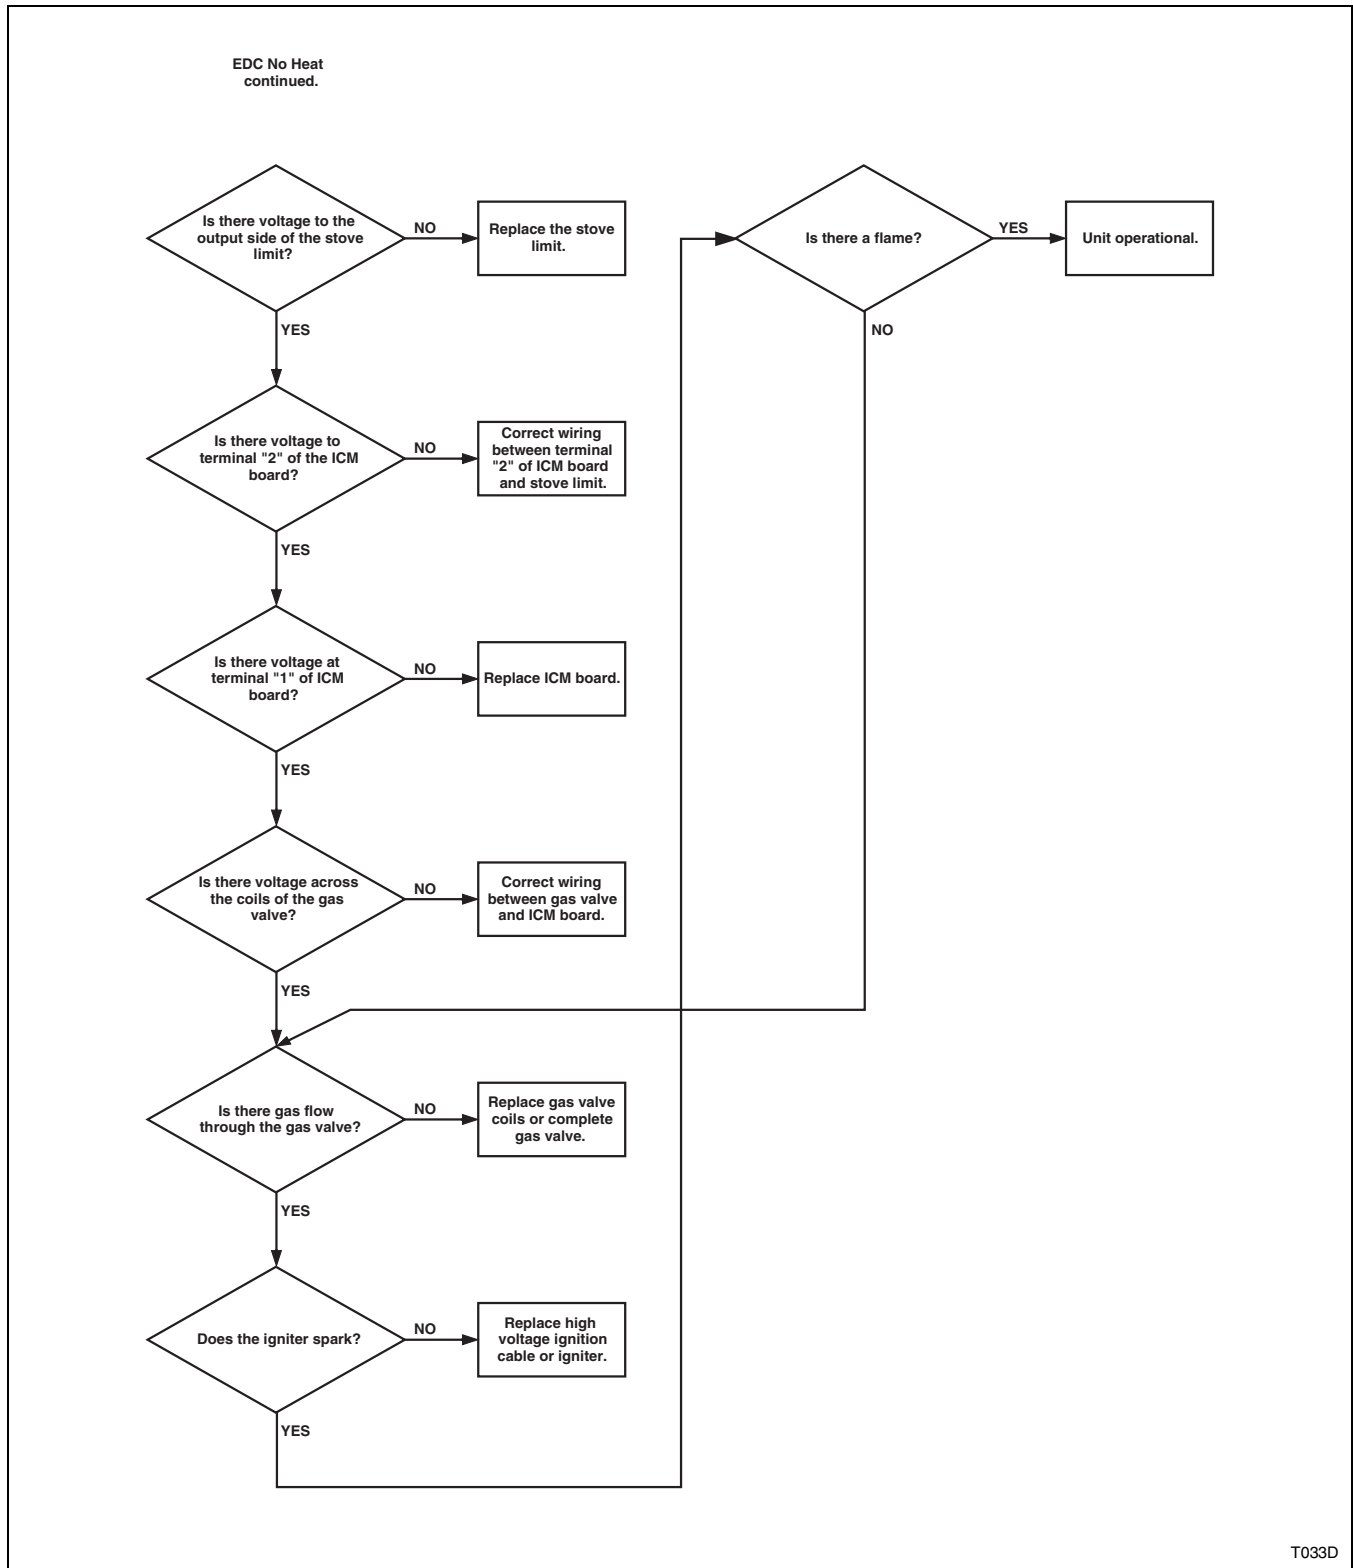 EDC No Heat
continued.
Is there voltage to the
output side of the stove
limit?
NO
Replace the stove
limit.
YES
Is there voltage to
terminal "2" of the ICM
board?
NO
Correct wiring
between terminal
"2" of ICM board
and stove limit.
YES
Is there voltage at
terminal "1" of ICM
board?
NO
Replace ICM board.
YES
Is there voltage across
the coils of the gas
valve?
NO
Correct wiring
between gas valve
and ICM board.
YES
Is there gas flow
through the gas valve?
NO
Replace gas valve
coils or complete
gas valve.
YES
Does the igniter spark?
NO
Replace high
voltage ignition
cable or igniter.
YES
Is there a flame?
YES
Unit operational.
NO
T033D